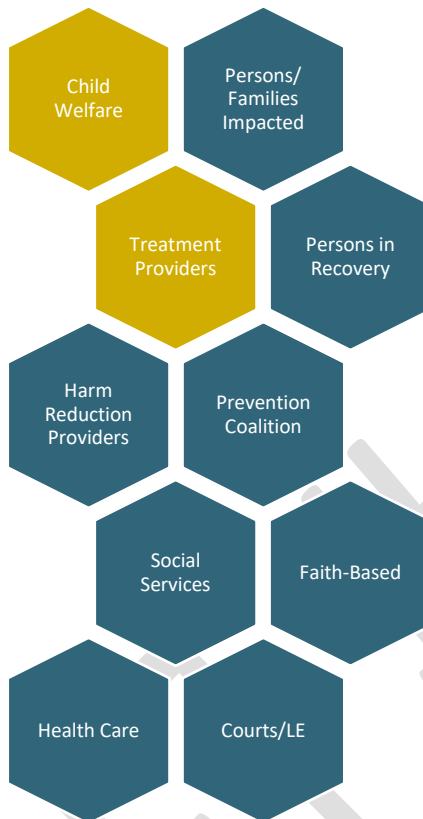 Child
Welfare
Persons/
Families
Impacted
Treatment
Providers
Persons in
Recovery
Harm
Reduction
Providers
Prevention
Coalition
Social
Services
Faith-Based
Health Care
Courts/LE